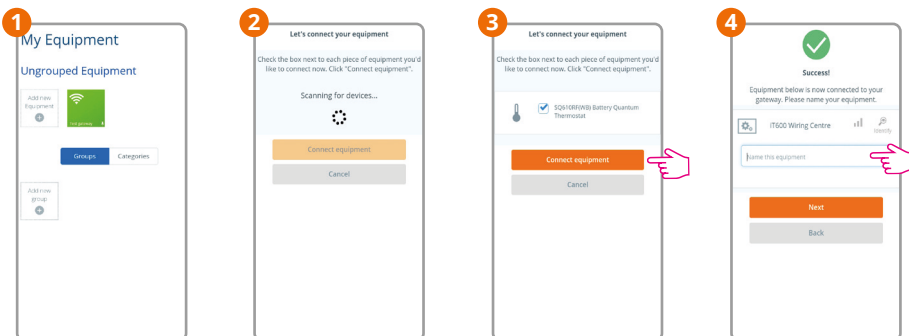 1
My Equipment
Ungrouped Equipment
Add new
Equipment
Groups
Categories
Add new
group
2
Let's connect your equipment
Check the box next to each piece of equipment you'd
like to connect now. Click "Connect equipment".
Scanning for devices...
Connect equipment
Cancel
3
Let's connect your equipment
Check the box next to each piece of equipment you'd
like to connect now. Click "Connect equipment".
SQ610RF(WB) Battery Quantum
Thermostat
Connect equipment
Cancel
4
Success!
Equipment below is now connected to your
gateway. Please name your equipment.
iT600 Wiring Centre
Identify
Name this equipment
Next
Back